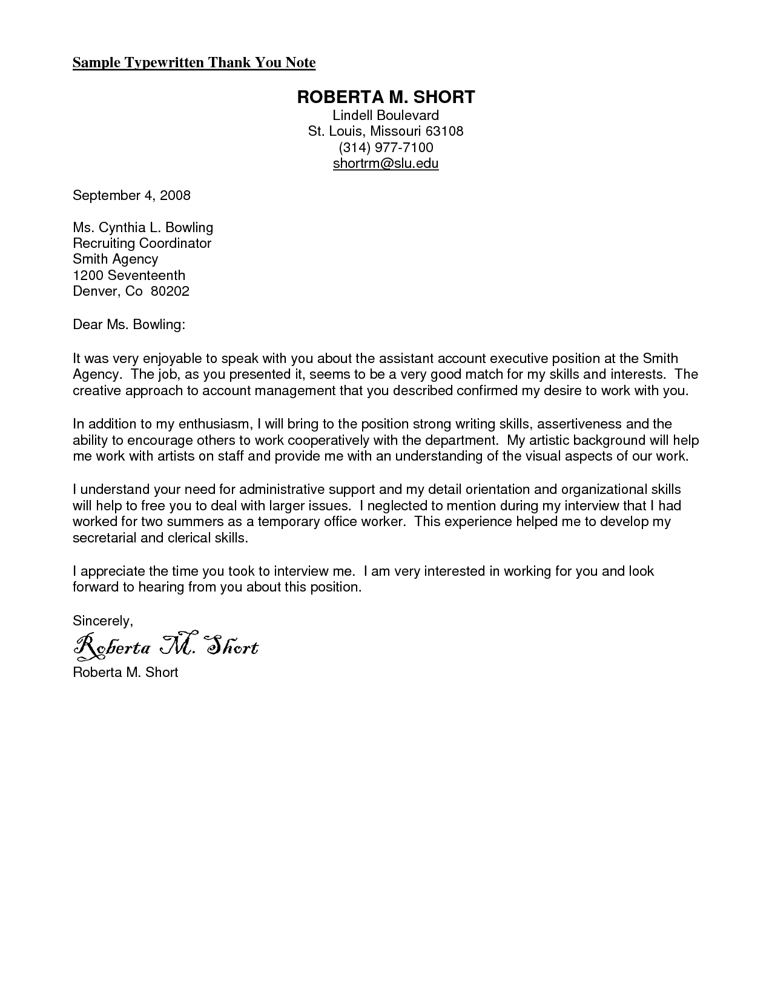 Sample Typewritten Thank You Note
ROBERTA M. SHORT
Lindell Boulevard
St. Louis, Missouri 63108
(314) 977-7100
shortrm@slu.edu
September 4, 2008
Ms. Cynthia L. Bowling
Recruiting Coordinator
Smith Agency
1200 Seventeenth
Denver, Co  80202
Dear Ms. Bowling:
It was very enjoyable to speak with you about the assistant account executive position at the Smith
Agency.  The job, as you presented it, seems to be a very good match for my skills and interests.  The
creative approach to account management that you described confirmed my desire to work with you.
In addition to my enthusiasm, I will bring to the position strong writing skills, assertiveness and the
ability to encourage others to work cooperatively with the department.  My artistic background will help
me work with artists on staff and provide me with an understanding of the visual aspects of our work.
I understand your need for administrative support and my detail orientation and organizational skills
will help to free you to deal with larger issues.  I neglected to mention during my interview that I had
worked for two summers as a temporary office worker.  This experience helped me to develop my
secretarial and clerical skills.
I appreciate the time you took to interview me.  I am very interested in working for you and look
forward to hearing from you about this position.
Sincerely,
Roberta M. Short
Roberta M. Short